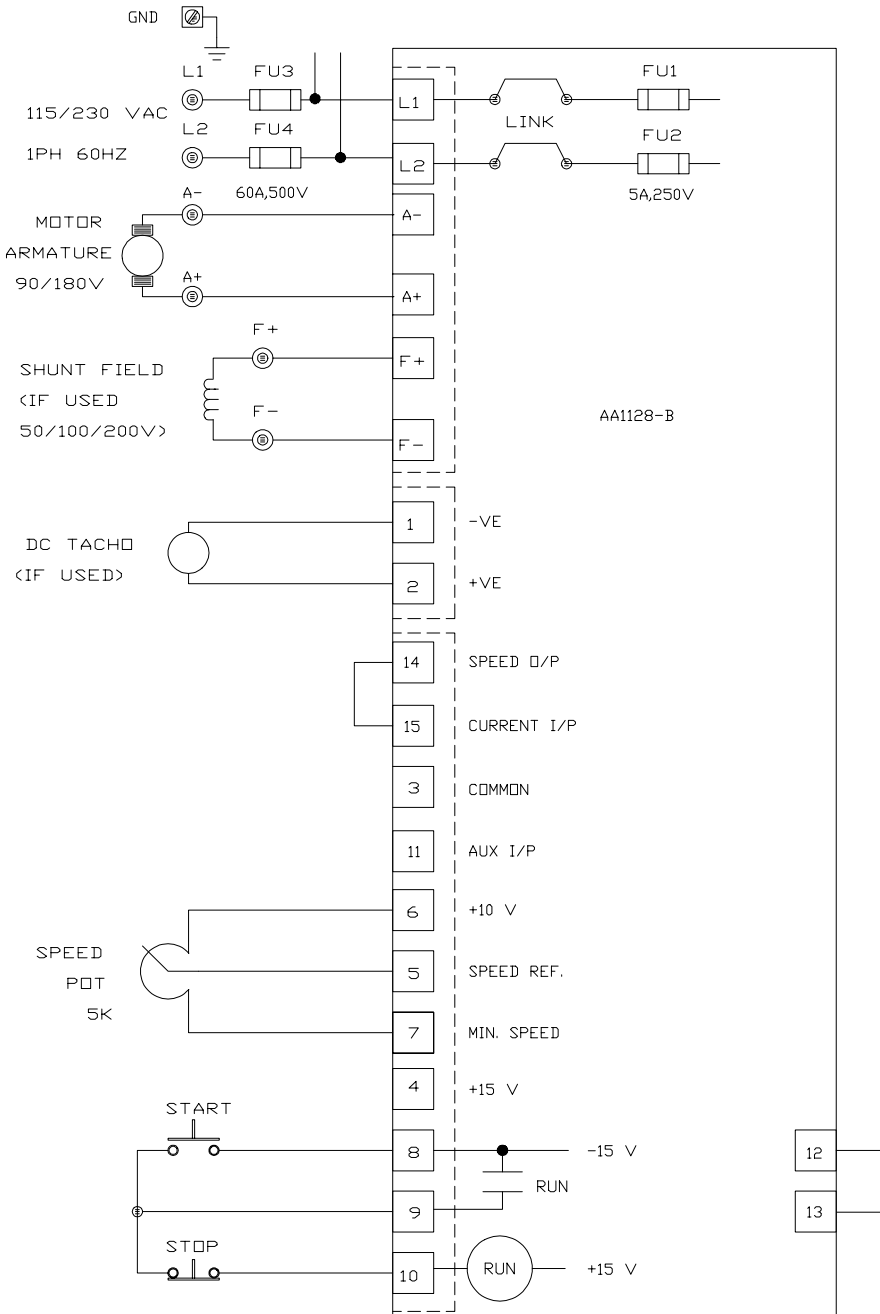 GND
L1
FU3
L1
FU1
115/230 VAC
LINK
L2
FU4
FU2
1PH 60HZ
L2
A-
60A,500V
5A,250V
MOTOR
A-
ARMATURE
90/180V
A+
A+
F+
F+
SHUNT FIELD
(IF USED
50/100/200V)
F-
F-
AA1128-B
1
-VE
DC TACHO
(IF USED)
2
+VE
14
SPEED O/P
15
CURRENT I/P
3
COMMON
11
AUX I/P
6
+10 V
SPEED
POT
5K
5
SPEED REF.
7
MIN. SPEED
4
+15 V
START
8
-15 V
12
RUN
9
13
STOP
10
RUN
+15 V